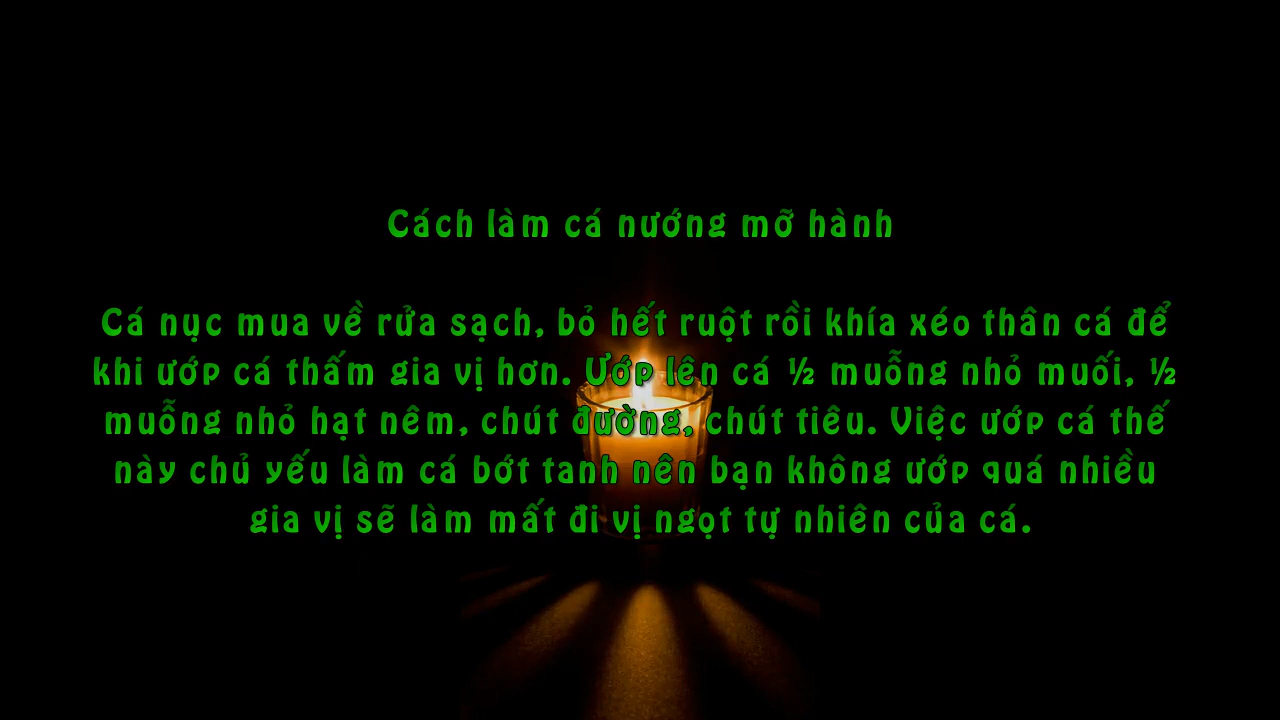 Cách làm cá nướng mỡ hành
Cá nục mua về rửa sạch, bỏ hết ruột rồi khía xéo thân cá để
khi ướp cá thấm gia vị hơn. Ướp lên cá ½ muỗng nhỏ muối, ½
muỗng nhỏ hạt nêm, chút đường, chút tiêu. Việc ướp cá thế
này chủ yếu làm cá bớt tanh nên bạn không ướp quá nhiều
gia vị sẽ làm mất đi vị ngọt tự nhiên của cá.